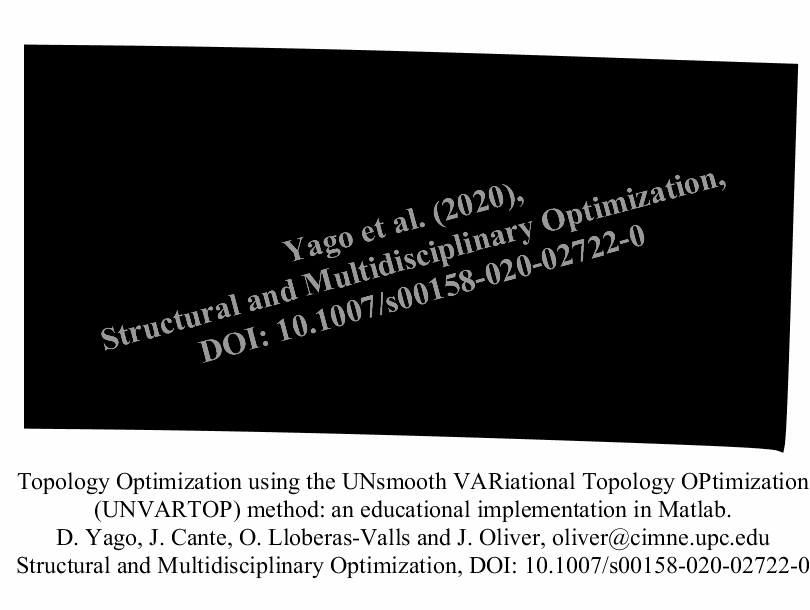 Yago et al. (2020),
Structural and Multidisciplinary Optimization,
DOI: 10.1007/s00158-020-02722-0
Topology Optimization using the UNsmooth VARiational Topology OPtimization
(UNVARTOP) method: an educational implementation in Matlab.
D. Yago, J. Cante, O. Lloberas-Valls and J. Oliver, oliver@cimne.upc.edu
Structural and Multidisciplinary Optimization, DOI: 10.1007/s00158-020-02722-0